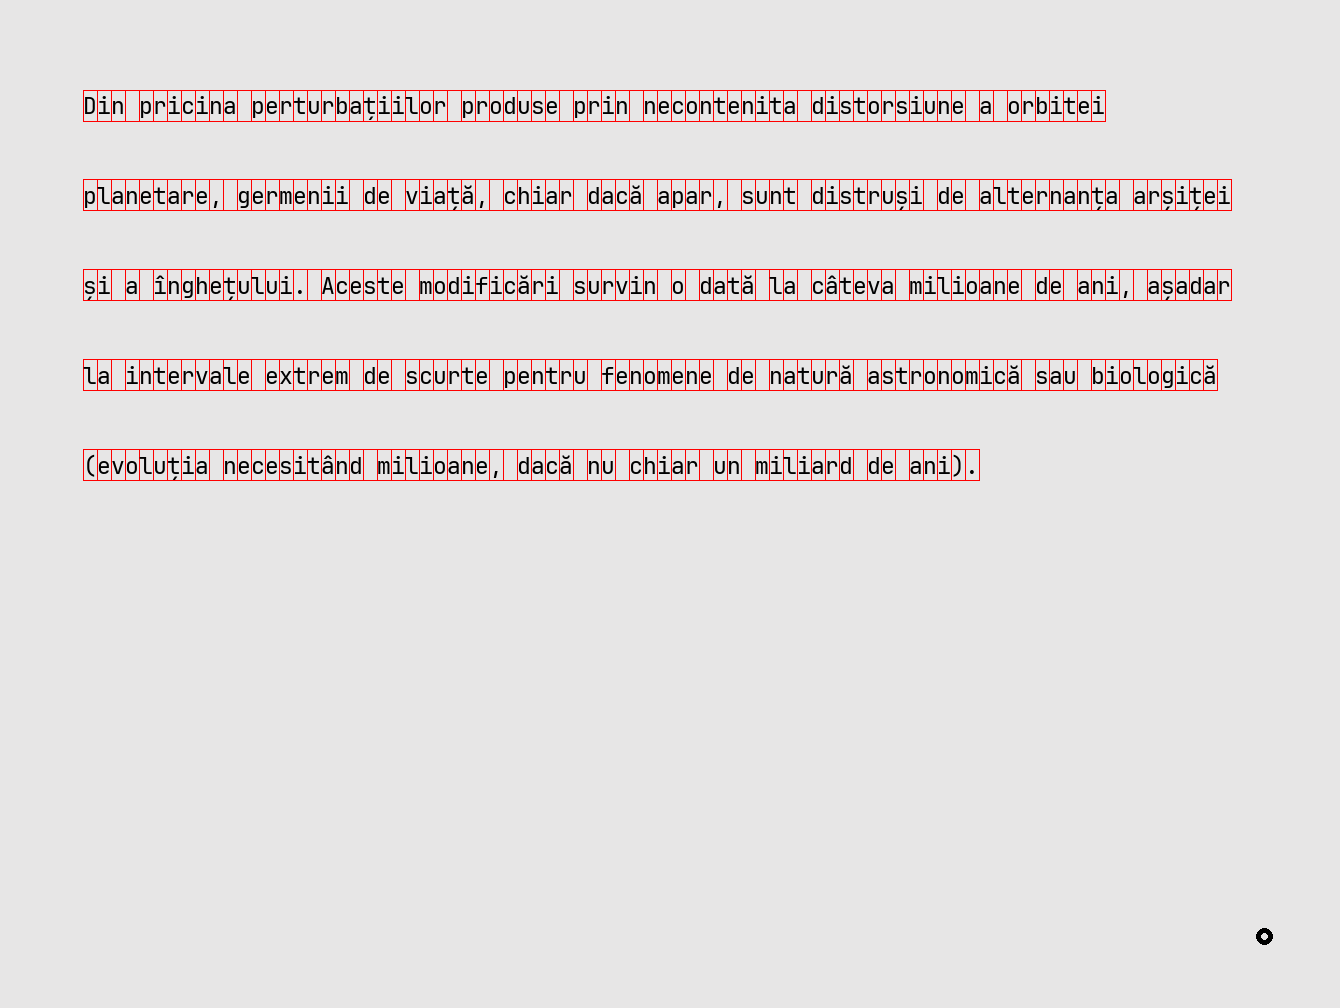 Din pricina perturbațiilor produse prin necontenita distorsiune a orbitei
planetare, germenii de viață, chiar dacă apar, sunt distruși de alternanța arșiței
și a înghețului. Aceste modificări survin o dată la câteva milioane de ani, așadar
la intervale extrem de scurte pentru fenomene de natură astronomică sau biologică
(evoluția necesitând milioane, dacă nu chiar un miliard de ani).